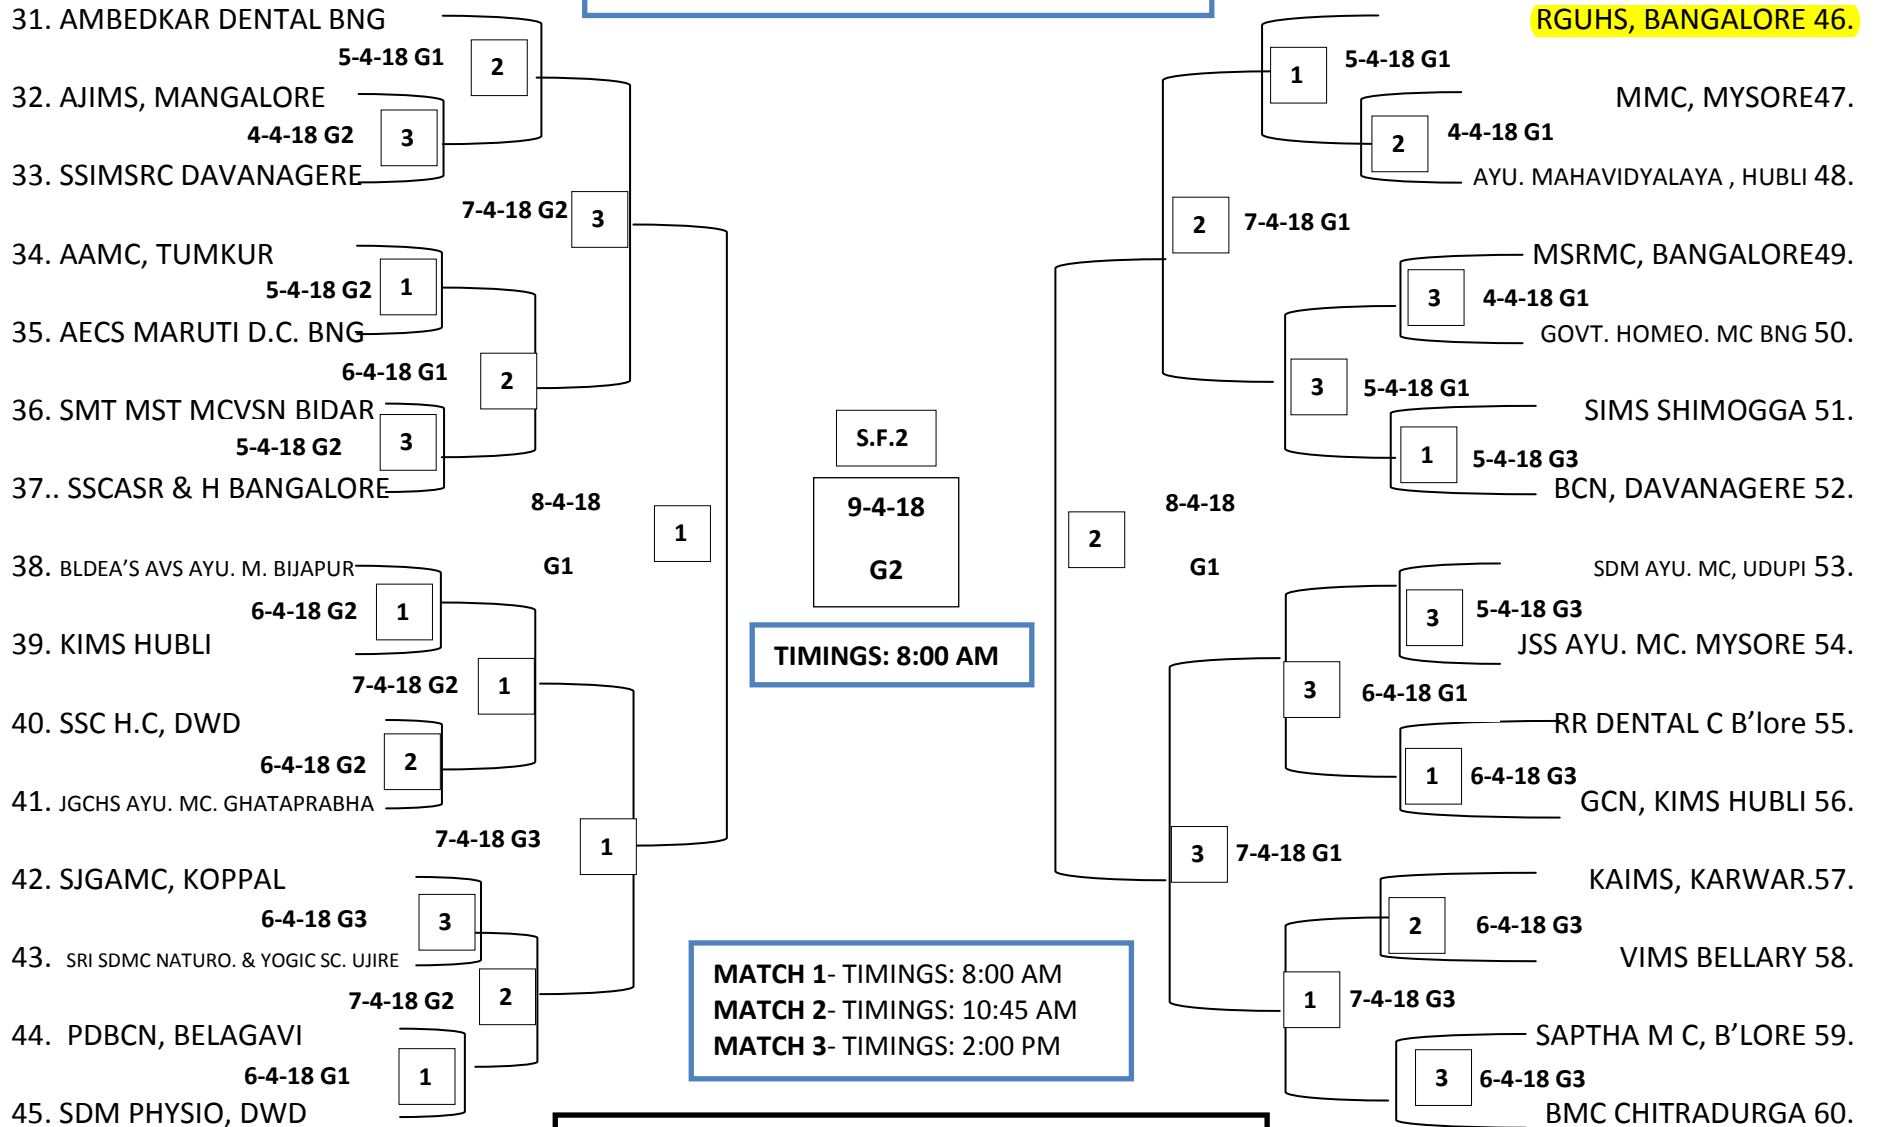 31. AMBEDKAR DENTAL BNG
5-4-18 G1
2
32. AJIMS, MANGALORE
4-4-18 G2
3
33. SSIMSRC DAVANAGERE
7-4-18 G2
3
34. AAMC, TUMKUR
5-4-18 G2
1
35. AECS MARUTI D.C. BNG
6-4-18 G1
2
36. SMT MST MCVSN BIDAR
5-4-18 G2
3
37.. SSCASR & H BANGALORE
8-4-18
G1
1
38. BLDEA’S AVS AYU. M. BIJAPUR
6-4-18 G2
1
39. KIMS HUBLI
7-4-18 G2
1
40. SSC H.C, DWD
6-4-18 G2
2
41. JGCHS AYU. MC. GHATAPRABHA
7-4-18 G3
1
42. SJGAMC, KOPPAL
6-4-18 G3
3
43. SRI SDMC NATURO. & YOGIC SC. UJIRE
7-4-18 G2
2
44. PDBCN, BELAGAVI
6-4-18 G1
1
45. SDM PHYSIO, DWD
S.F.2
9-4-18
G2
TIMINGS: 8:00 AM
MATCH 1- TIMINGS: 8:00 AM
MATCH 2- TIMINGS: 10:45 AM
MATCH 3- TIMINGS: 2:00 PM
RGUHS, BANGALORE 46.
1
5-4-18 G1
MMC, MYSORE47.
2
4-4-18 G1
AYU. MAHAVIDYALAYA , HUBLI 48.
2
7-4-18 G1
MSRMC, BANGALORE49.
3
4-4-18 G1
GOVT. HOMEO. MC BNG 50.
3
5-4-18 G1
SIMS SHIMOGGA 51.
1
5-4-18 G3
BCN, DAVANAGERE 52.
2
8-4-18
G1
SDM AYU. MC, UDUPI 53.
3
5-4-18 G3
JSS AYU. MC. MYSORE 54.
3
6-4-18 G1
RR DENTAL C B’lore 55.
1
6-4-18 G3
GCN, KIMS HUBLI 56.
3
7-4-18 G1
KAIMS, KARWAR.57.
2
6-4-18 G3
VIMS BELLARY 58.
1
7-4-18 G3
SAPTHA M C, B’LORE 59.
3
6-4-18 G3
BMC CHITRADURGA 60.